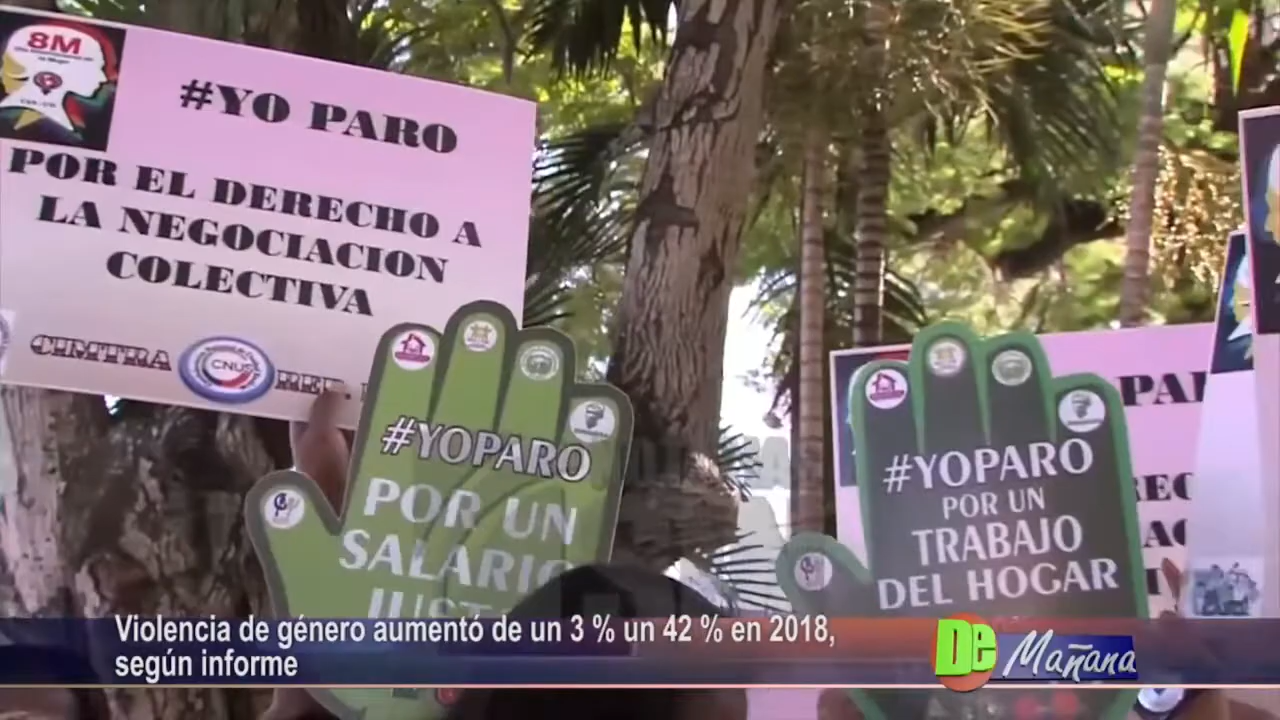 8M
#YO PARO
POR EL DERECHO A
LA NEGOCIACION
COLECTIVA
CIMTRA
CNUS
#YOPARO
POR UN
SALARIO
#YOPARO
POR UN
TRABAJO
DEL HOGAR
Violencia de género aumentó de un 3 % un 42 % en 2018,
según informe
De Mañana